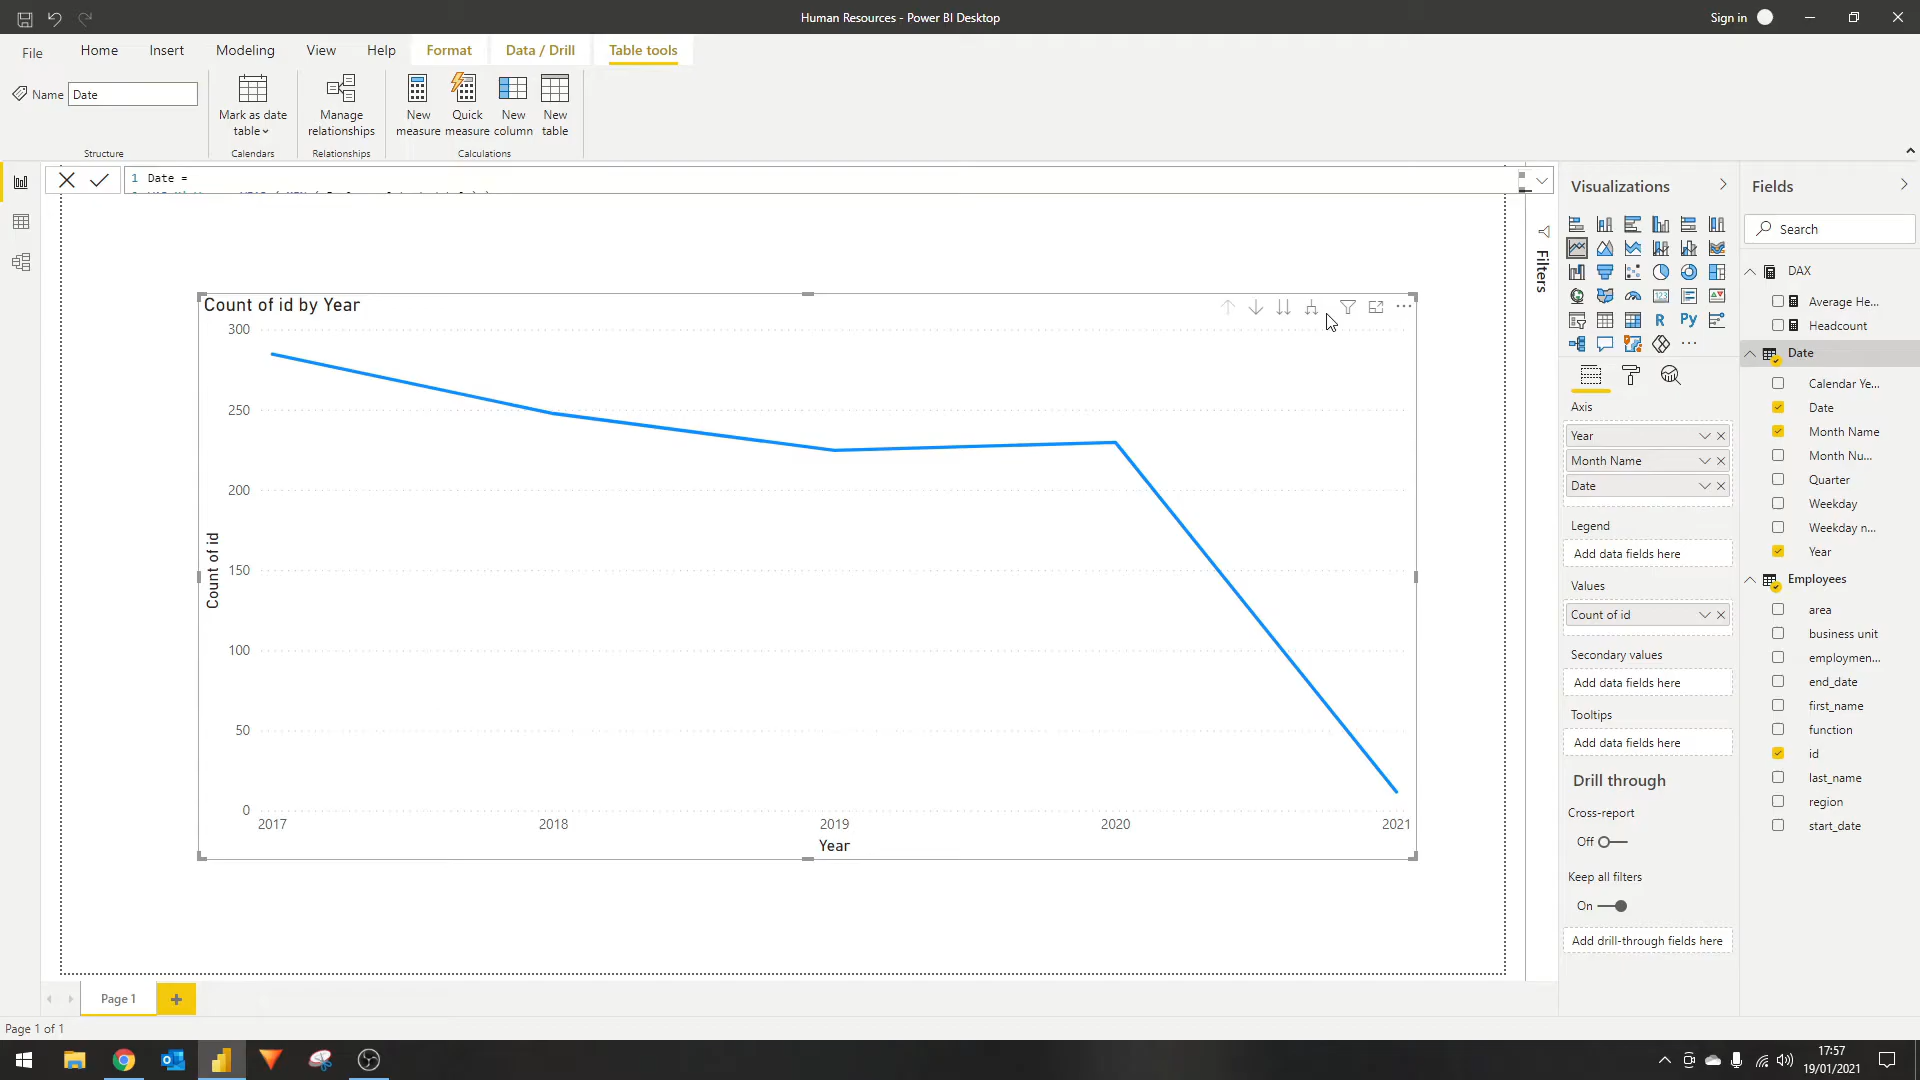 Human Resources - Power BI Desktop
Sign in
File
Home
Insert
Modeling
View
Help
Format
Data / Drill
Table tools
Name
Date
Mark as date
table
Manage
relationships
New
measure
Quick
measure
New
column
New
table
Structure
Calendars
Relationships
Calculations
1 Date =
Count of id by Year
300
250
200
150
100
50
0
Count of id
2017
2018
2019
2020
2021
Year
Filters
Visualizations
R
Py
Axis
Year
Month Name
Date
Legend
Add data fields here
Values
Count of id
Secondary values
Add data fields here
Tooltips
Add data fields here
Drill through
Cross-report
Off
Keep all filters
On
Add drill-through fields here
Fields
Search
DAX
Average He...
Headcount
Date
Calendar Ye...
Date
Month Name
Month Nu...
Quarter
Weekday
Weekday n...
Year
Employees
area
business unit
employmen...
end_date
first_name
function
id
last_name
region
start_date
Page 1
Page 1 of 1
17:57
19/01/2021